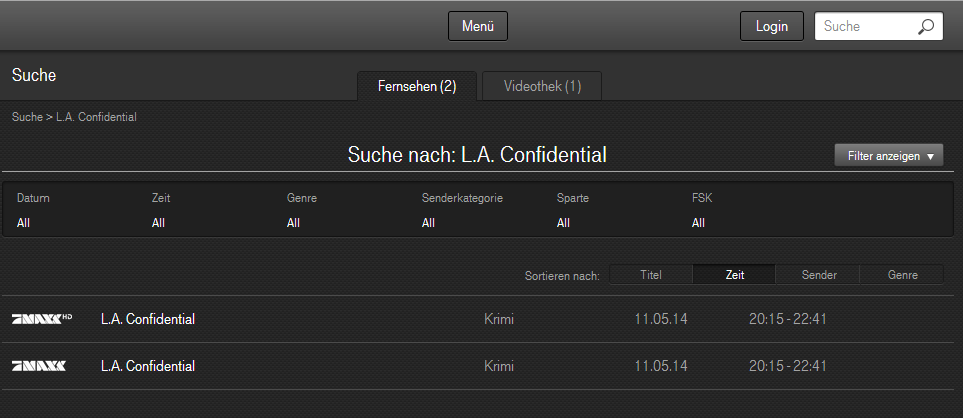 Menü Login Suche
Suche Fernsehen (2) Videothek (1)
Suche > L.A. Confidential
Suche nach: L.A. Confidential Filter anzeigen
Datum Zeit Genre Senderkategorie Sparte FSK
All All All All All All
Sortieren nach: Titel Zeit Sender Genre
7MAXX HD L.A. Confidential Krimi 11.05.14 20:15 - 22:41
7MAXX L.A. Confidential Krimi 11.05.14 20:15 - 22:41